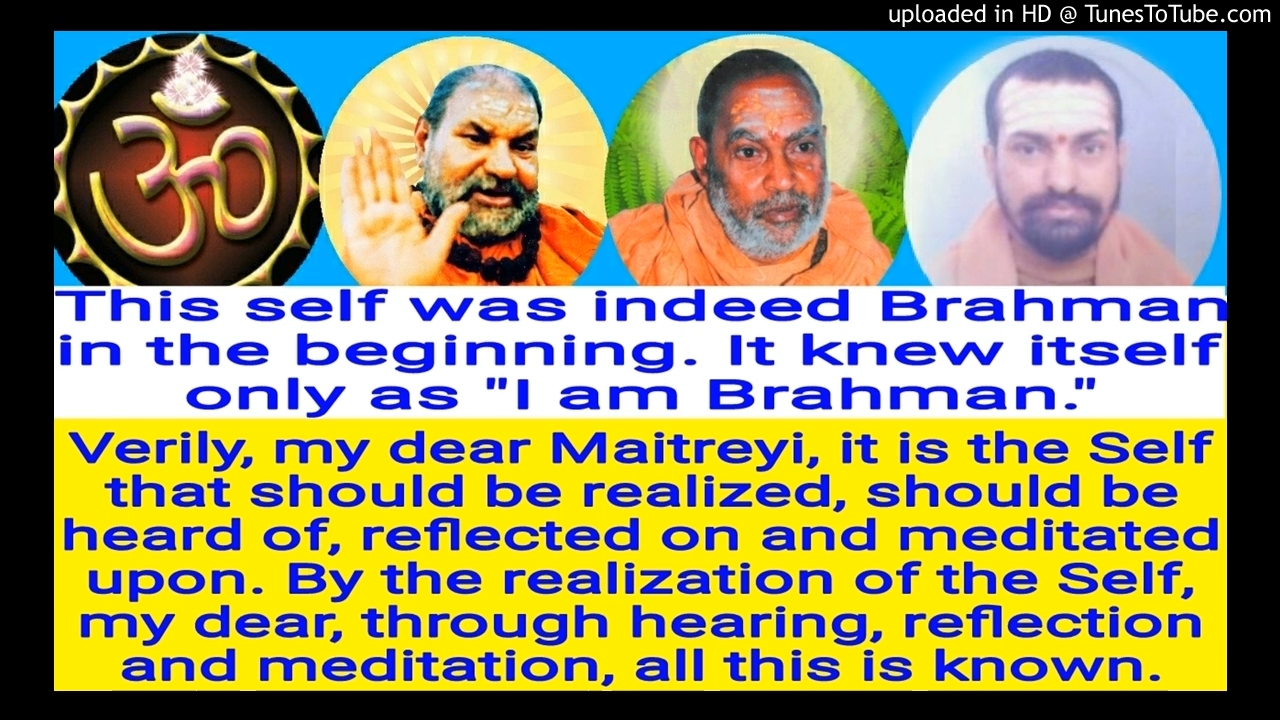 uploaded in HD @ TunesToTube.com
ॐ
This self was indeed Brahman
in the beginning. It knew itself
only as "I am Brahman."
Verily, my dear Maitreyi, it is the Self
that should be realized, should be
heard of, reflected on and meditated
upon. By the realization of the Self,
my dear, through hearing, reflection
and meditation, all this is known.